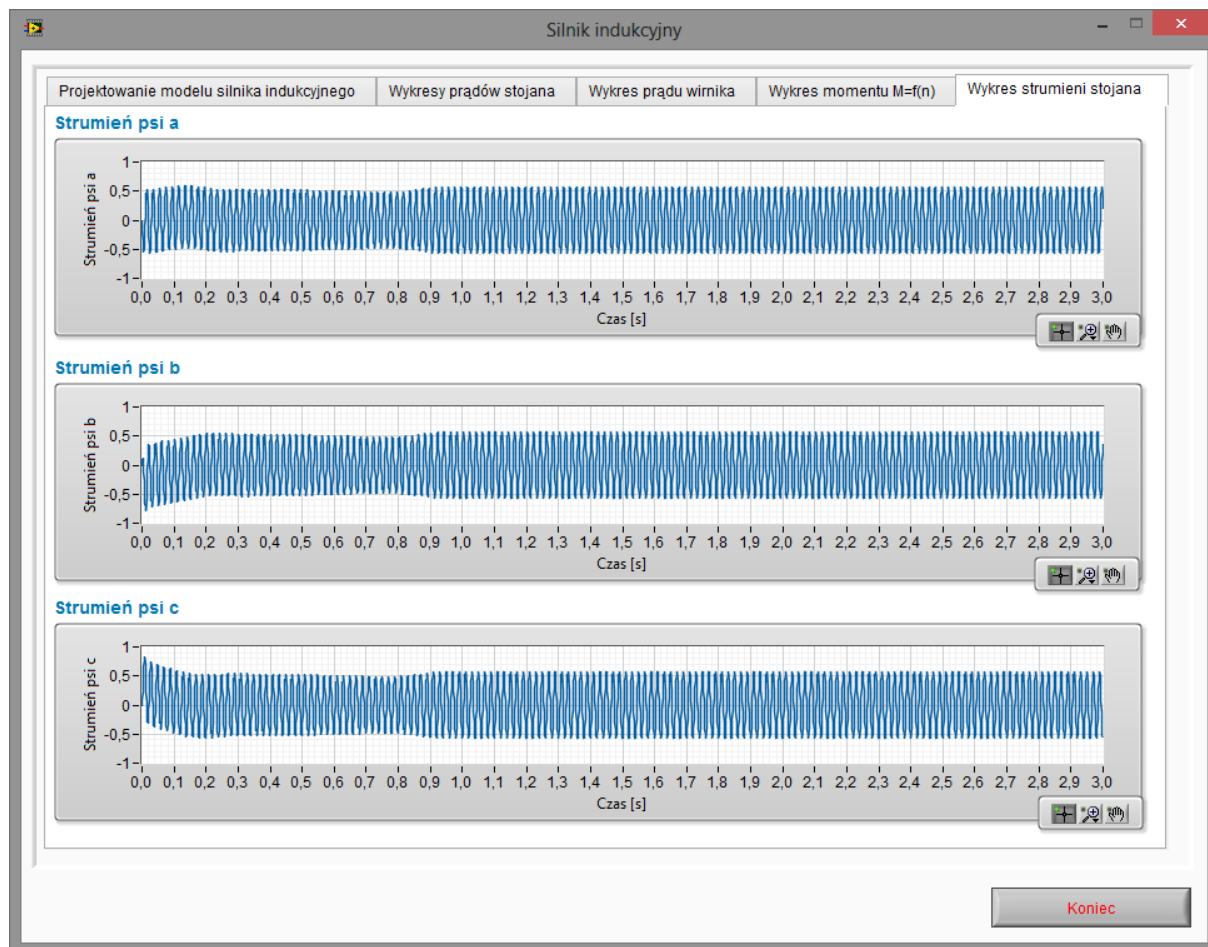 Silnik indukcyjny
Projektowanie modelu silnika indukcyjnego
Wykresy prądów stojana
Wykres prądu wirnika
Wykres momentu M=f(n)
Wykres strumieni stojana
Strumień psi a
Strumień psi a
1
0,5
0
-0,5
-1
0,0 0,1 0,2 0,3 0,4 0,5 0,6 0,7 0,8 0,9 1,0 1,1 1,2 1,3 1,4 1,5 1,6 1,7 1,8 1,9 2,0 2,1 2,2 2,3 2,4 2,5 2,6 2,7 2,8 2,9 3,0
Czas [s]
Strumień psi b
Strumień psi b
1
0,5
0
-0,5
-1
0,0 0,1 0,2 0,3 0,4 0,5 0,6 0,7 0,8 0,9 1,0 1,1 1,2 1,3 1,4 1,5 1,6 1,7 1,8 1,9 2,0 2,1 2,2 2,3 2,4 2,5 2,6 2,7 2,8 2,9 3,0
Czas [s]
Strumień psi c
Strumień psi c
1
0,5
0
-0,5
-1
0,0 0,1 0,2 0,3 0,4 0,5 0,6 0,7 0,8 0,9 1,0 1,1 1,2 1,3 1,4 1,5 1,6 1,7 1,8 1,9 2,0 2,1 2,2 2,3 2,4 2,5 2,6 2,7 2,8 2,9 3,0
Czas [s]
Koniec